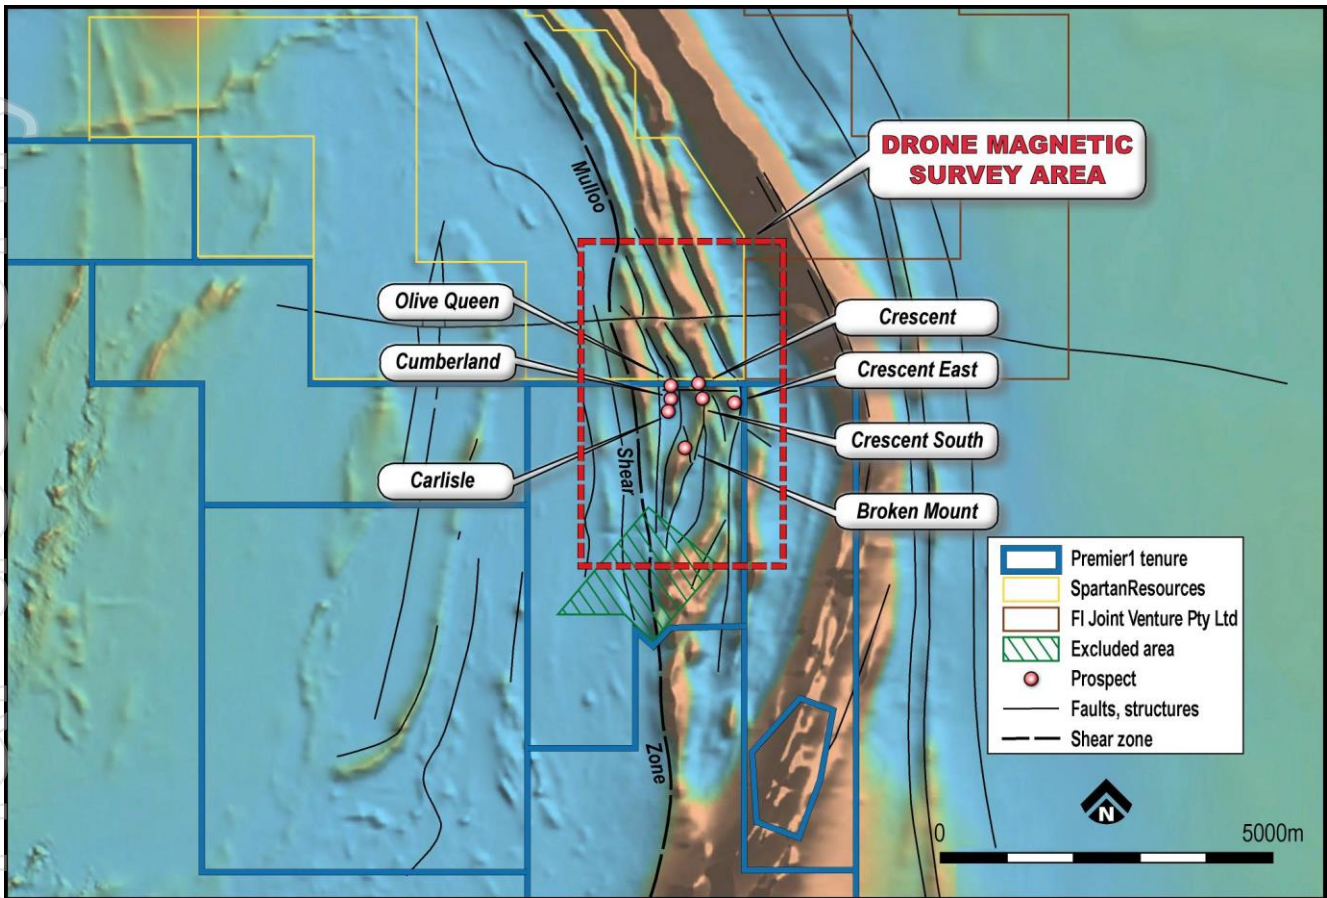 DRONE MAGNETIC
SURVEY AREA
Mulloo
Olive Queen
Crescent
Cumberland
Crescent East
Crescent South
Shear
Carlisle
Broken Mount
Premier1 tenure
SpartanResources
FI Joint Venture Pty Ltd
Excluded area
Prospect
Faults, structures
Shear zone
Zone
N
0
5000m